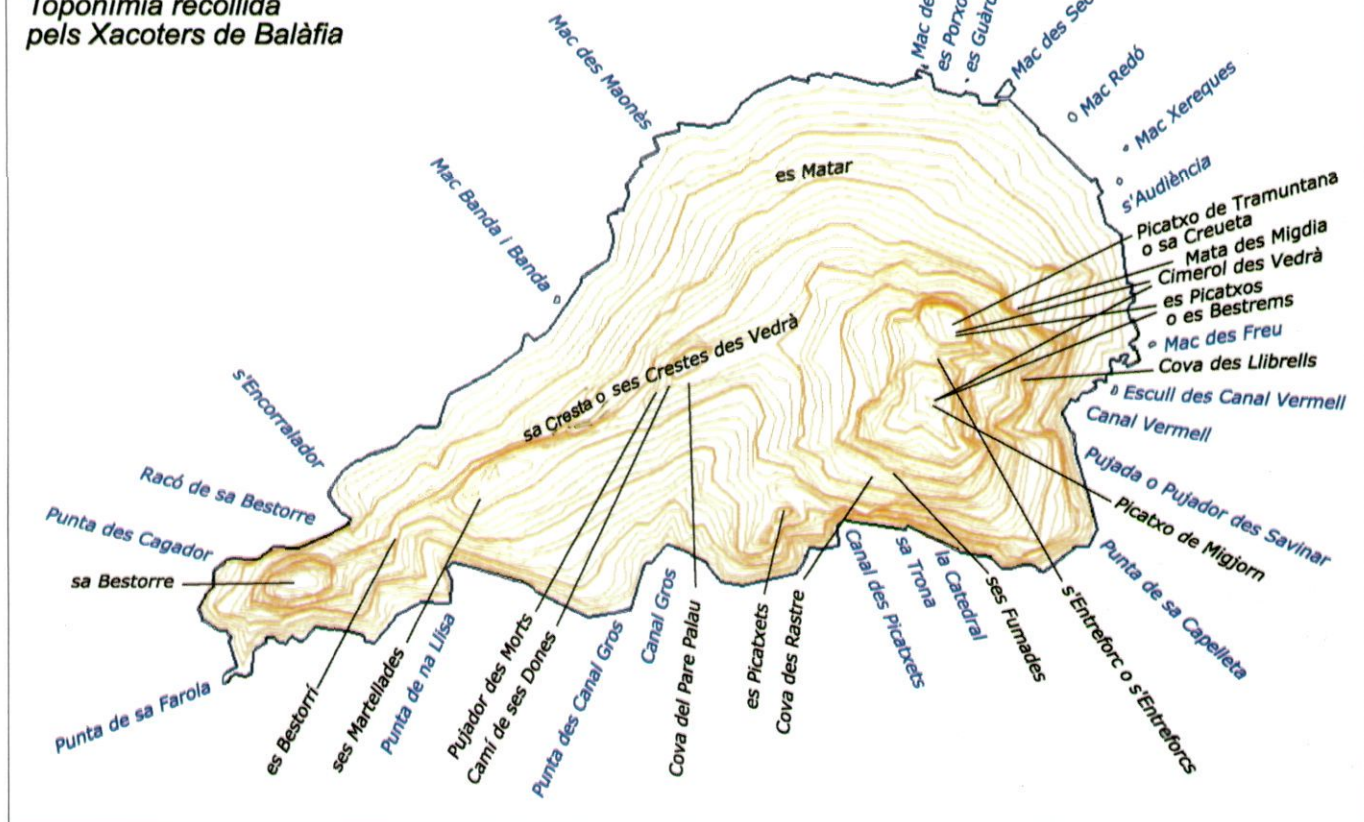 Toponímia recollida
pels Xacoters de Balàfia
Mac des Maonès
Mac de
es Porxo
es Guàrd
Mac des Sec
Mac Redó
Mac Xereques
s'Audiència
es Matar
Mac Banda i Banda
Picatxo de Tramuntana
o sa Creueta
Mata des Migdia
Cimerol des Vedrà
es Picatxos
o es Bestrems
Mac des Freu
Cova des Llibrells
Escull des Canal Vermell
Canal Vermell
sa Cresta o ses Crestes des Vedrà
s'Encorralador
Racó de sa Bestorre
Punta des Cagador
sa Bestorre
Punta de sa Farola
es Bestorrí
ses Martellades
Punta de na Llisa
Pujador des Morts
Camí de ses Dones
Punta des Canal Gros
Canal Gros
Cova del Pare Palau
es Picatxets
Cova des Rastre
Canal des Picatxets
sa Trona
la Catedral
ses Fumades
s'Entreforc o s'Entreforcs
Picatxo de Migjorn
Pujada o Pujador des Savinar
Punta de sa Capelleta